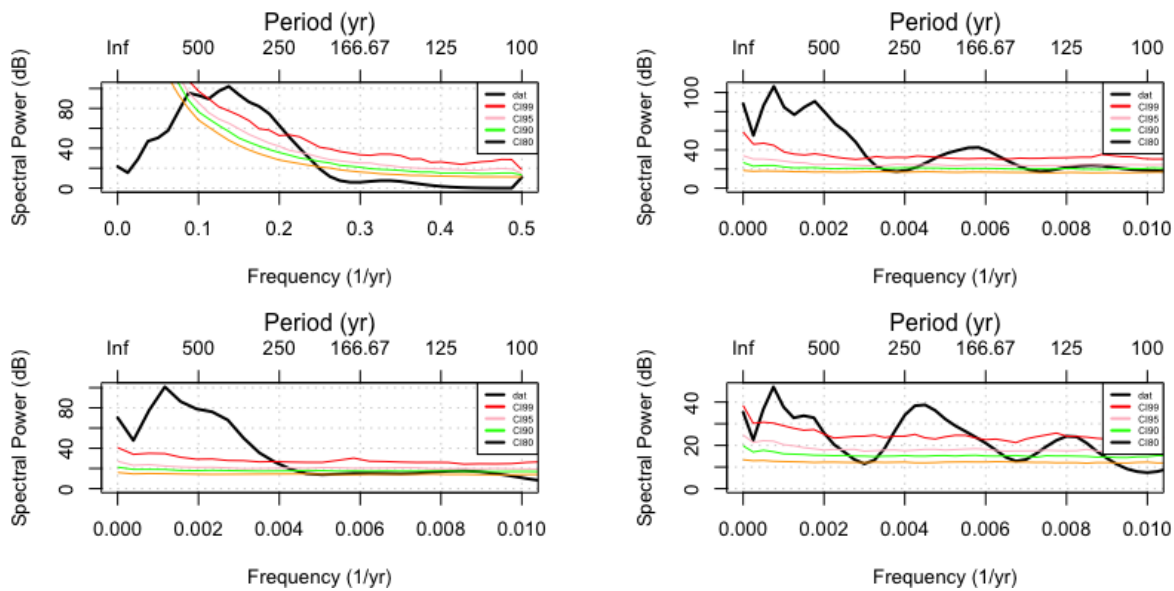 Period (yr)
Inf 500 250 166.67 125 100
Spectral Power (dB)
0 40 80
dat
CI99
CI95
CI90
CI80
0.0 0.1 0.2 0.3 0.4 0.5
Frequency (1/yr)
Period (yr)
Inf 500 250 166.67 125 100
Spectral Power (dB)
0 40 100
dat
CI99
CI95
CI90
CI80
0.000 0.002 0.004 0.006 0.008 0.010
Frequency (1/yr)
Period (yr)
Inf 500 250 166.67 125 100
Spectral Power (dB)
0 40 80
dat
CI99
CI95
CI90
CI80
0.000 0.002 0.004 0.006 0.008 0.010
Frequency (1/yr)
Period (yr)
Inf 500 250 166.67 125 100
Spectral Power (dB)
0 20 40
dat
CI99
CI95
CI90
CI80
0.000 0.002 0.004 0.006 0.008 0.010
Frequency (1/yr)